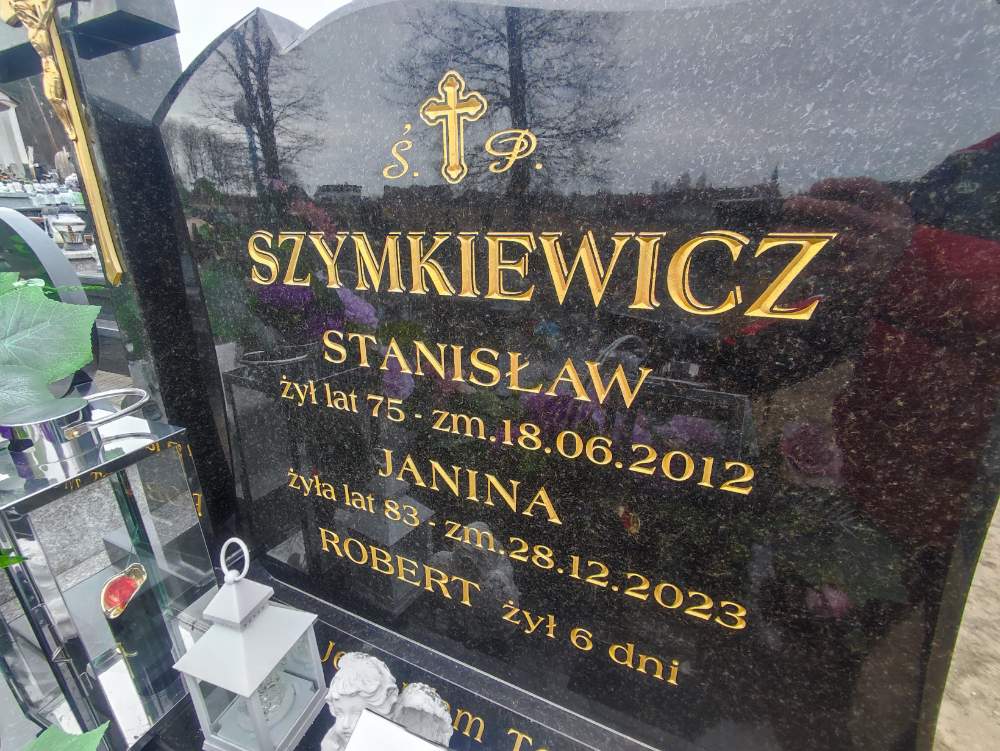 Ś. P.
SZYMKIEWICZ
STANISŁAW
żył lat 75 - zm.18.06.2012
JANINA
żyła lat 83 - zm.28.12.2023
ROBERT żył 6 dni